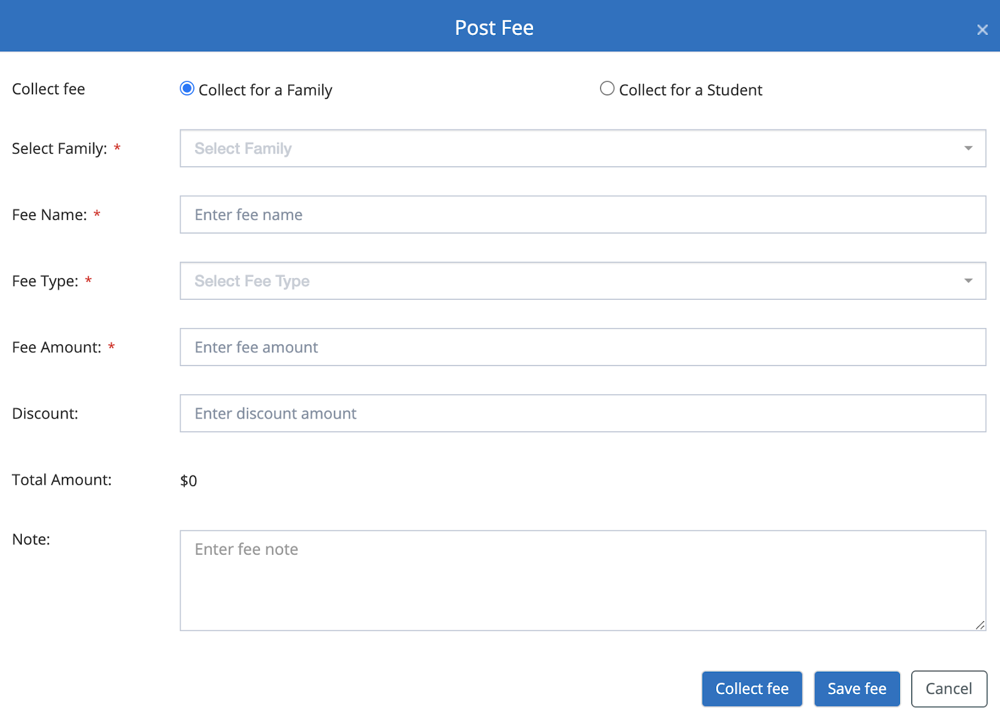 Post Fee
×
Collect fee
Collect for a Family
Collect for a Student
Select Family: *
Select Family
Fee Name: *
Enter fee name
Fee Type: *
Select Fee Type
Fee Amount: *
Enter fee amount
Discount:
Enter discount amount
Total Amount:
$0
Note:
Enter fee note
Collect fee
Save fee
Cancel